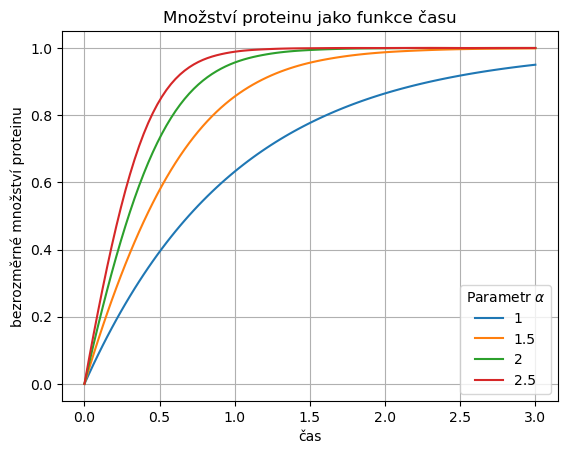 Množství proteinu jako funkce času
bezrozměrné množství proteinu
1.0
0.8
0.6
0.4
0.2
0.0
0.0 0.5 1.0 1.5 2.0 2.5 3.0
čas
Parametr α
1
1.5
2
2.5